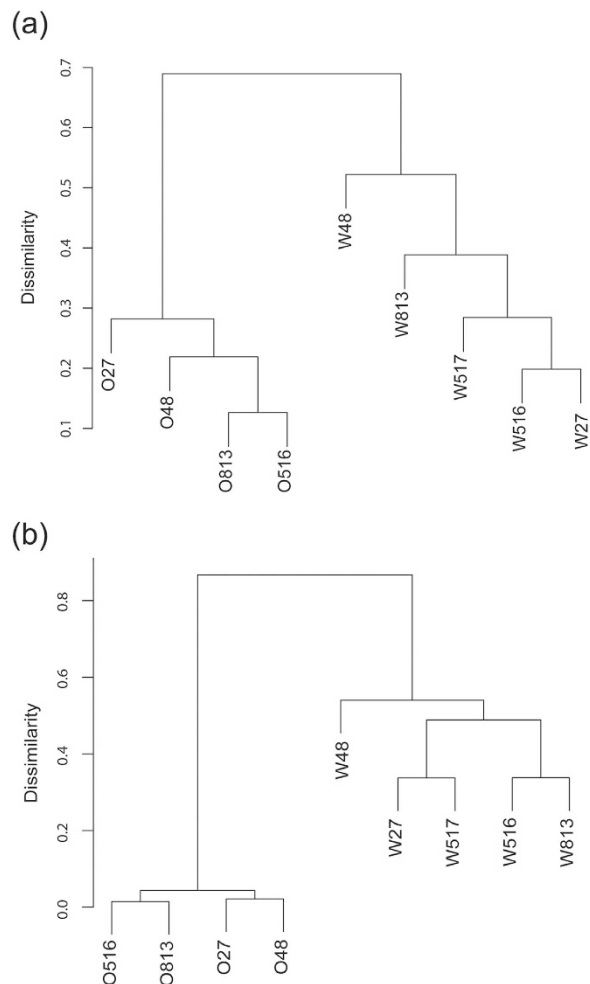 (a)
Dissimilarity
0.7
0.6
0.5
0.4
0.3
0.2
0.1
O27
O48
O813
O516
W48
W813
W517
W516
W27
(b)
Dissimilarity
0.8
0.6
0.4
0.2
0.0
O516
O813
O27
O48
W48
W27
W517
W516
W813